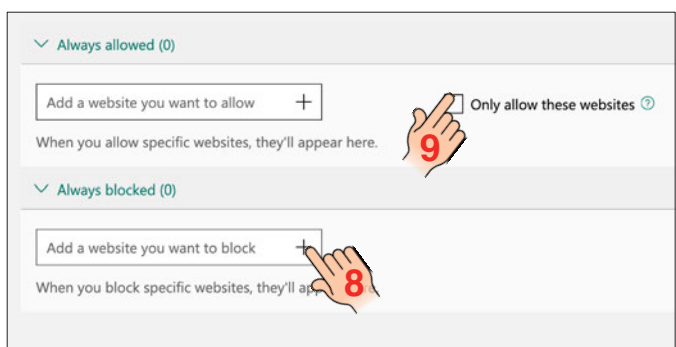 Always allowed (0)
Add a website you want to allow +
Only allow these websites ?
9
When you allow specific websites, they'll appear here.
Always blocked (0)
Add a website you want to block +
8
When you block specific websites, they'll